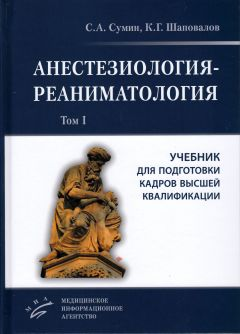 С.А. Сумин, К.Г. Шаповалов
АНЕСТЕЗИОЛОГИЯ-
РЕАНИМАТОЛОГИЯ
Том I
УЧЕБНИК
ДЛЯ ПОДГОТОВКИ
КАДРОВ ВЫСШЕЙ
КВАЛИФИКАЦИИ
МИА
МЕДИЦИНСКОЕ
ИНФОРМАЦИОННОЕ
АГЕНТСТВО